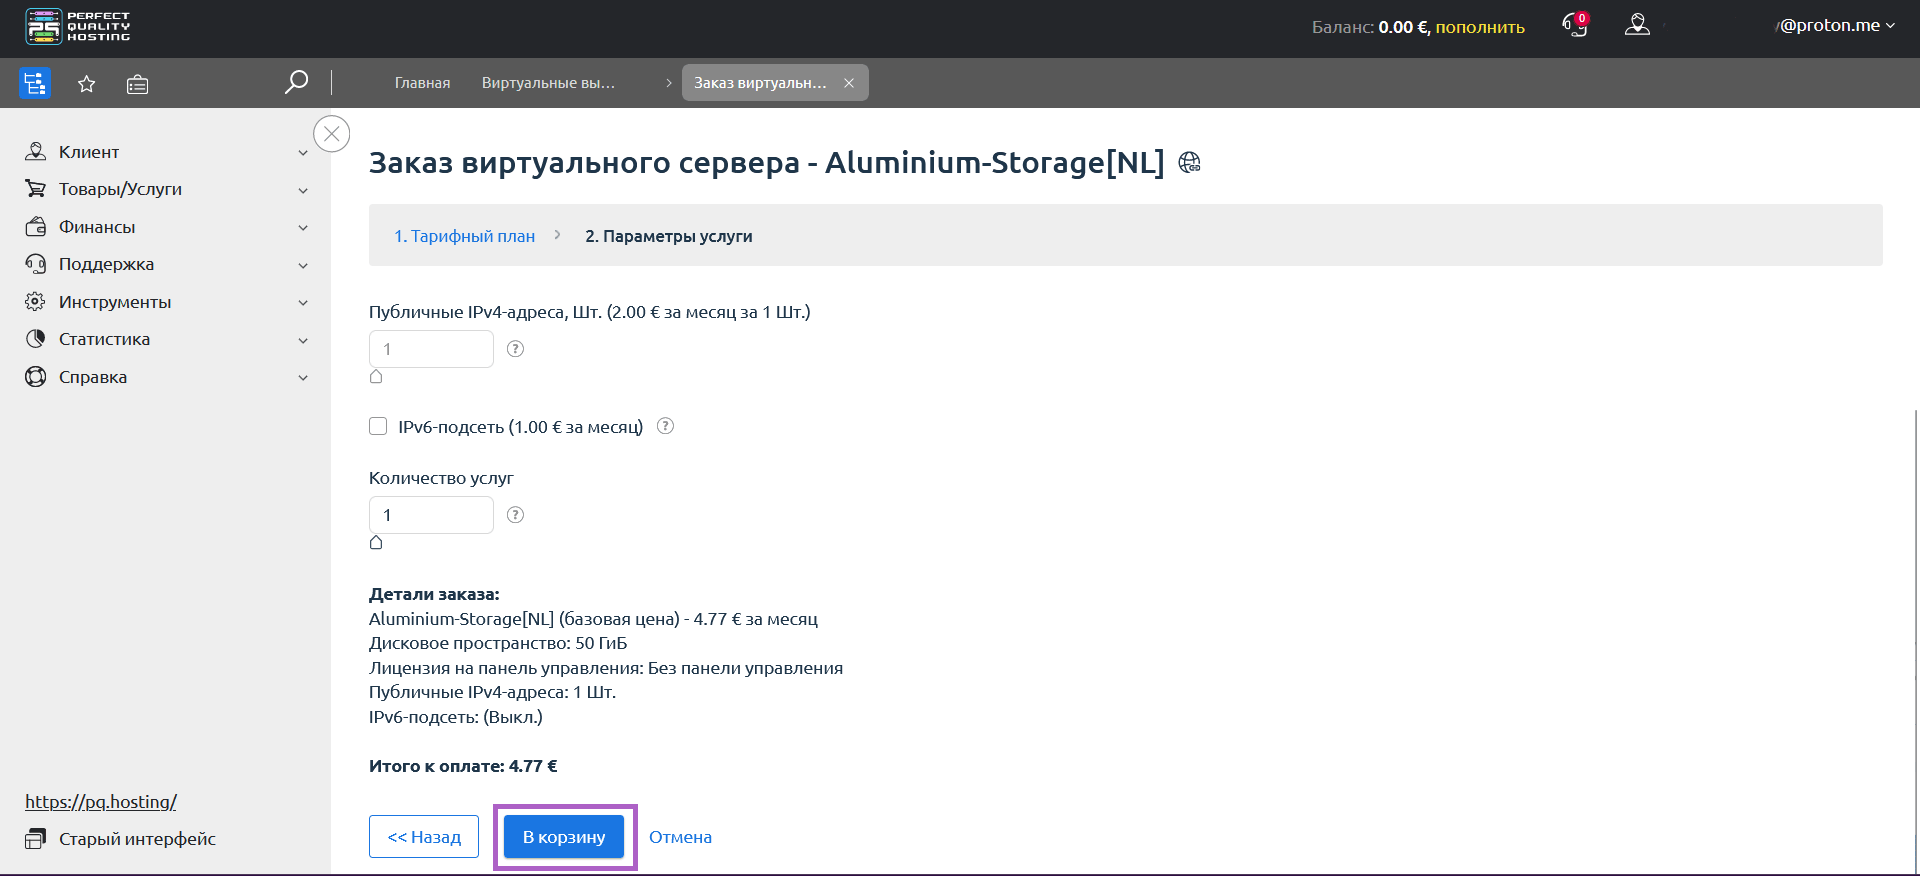 PERFECT
QUALITY
HOSTING
Баланс: 0.00 €, пополнить
0
@proton.me
Главная
Виртуальные вы...
Заказ виртуальн...
Клиент
Товары/Услуги
Финансы
Поддержка
Инструменты
Статистика
Справка
https://pq.hosting/
Старый интерфейс
Заказ виртуального сервера - Aluminium-Storage[NL]
1. Тарифный план
2. Параметры услуги
Публичные IPv4-адреса, Шт. (2.00 € за месяц за 1 Шт.)
1
?
IPv6-подсеть (1.00 € за месяц)
?
Количество услуг
1
?
Детали заказа:
Aluminium-Storage[NL] (базовая цена) - 4.77 € за месяц
Дисковое пространство: 50 ГиБ
Лицензия на панель управления: Без панели управления
Публичные IPv4-адреса: 1 Шт.
IPv6-подсеть: (Выкл.)
Итого к оплате: 4.77 €
<< Назад
В корзину
Отмена